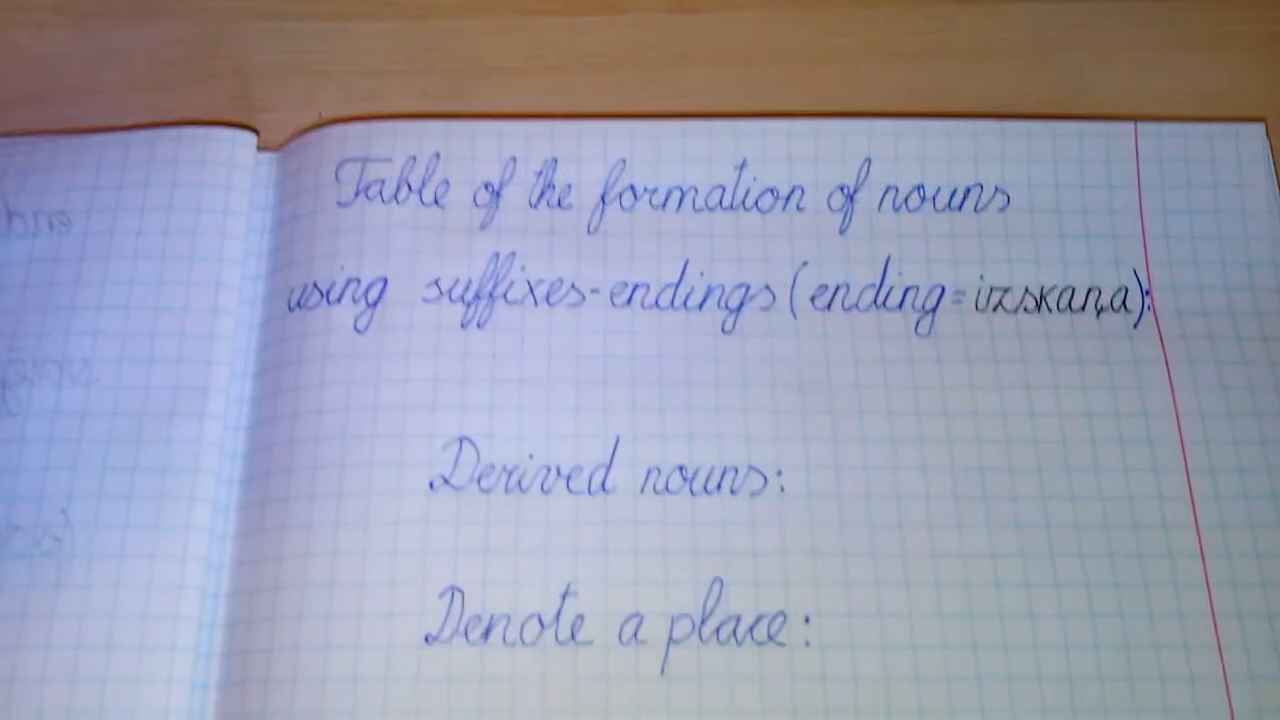 Table of the formation of nouns
using suffixes-endings (ending=izskaņa):
Derived nouns:
Denote a place: